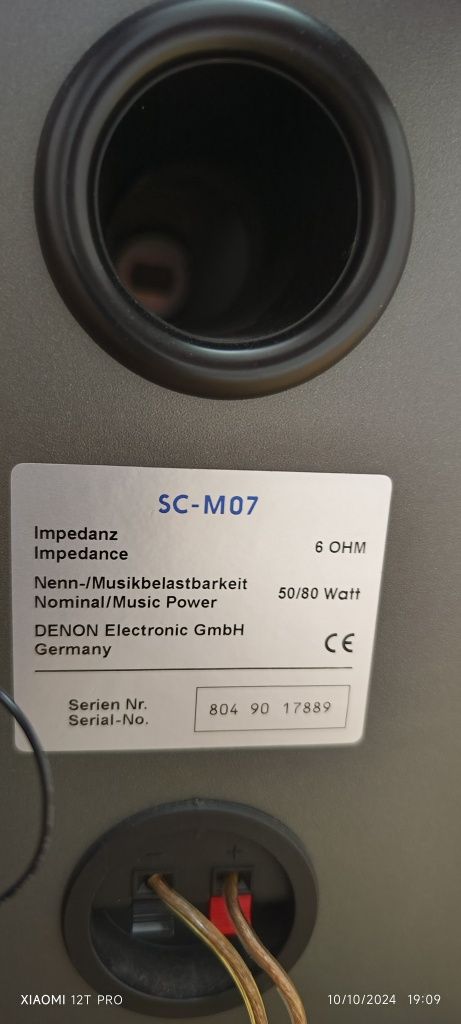 SC-M07
Impedanz
Impedance
6 OHM
Nenn-/Musikbelastbarkeit
Nominal/Music Power
50/80 Watt
DENON Electronic GmbH
Germany
CE
Serien Nr.
Serial-No.
804 90 17889
- +
XIAOMI 12T PRO
10/10/2024 19:09